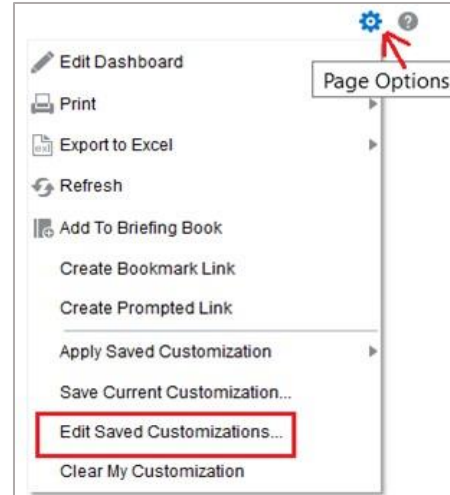 Edit Dashboard
Page Options
Print
Export to Excel
Refresh
Add To Briefing Book
Create Bookmark Link
Create Prompted Link
Apply Saved Customization
Save Current Customization...
Edit Saved Customizations...
Clear My Customization